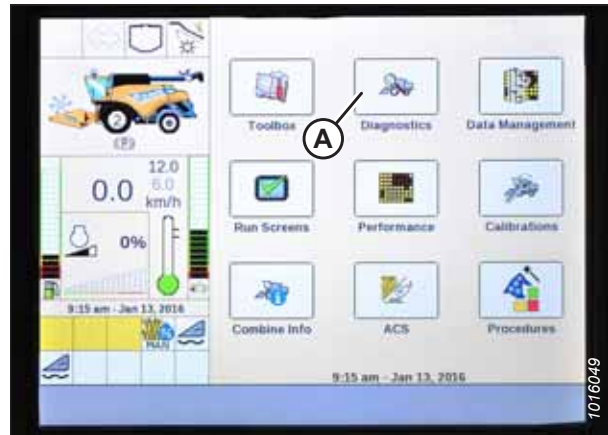 2
(P)
12.0
6.0
0.0 km/h
0%
9:15 am - Jan 13, 2016
MAN
Toolbox Diagnostics Data Management
A
Run Screens Performance Calibrations
Combine Info ACS Procedures
9:15 am - Jan 13, 2016
1016049